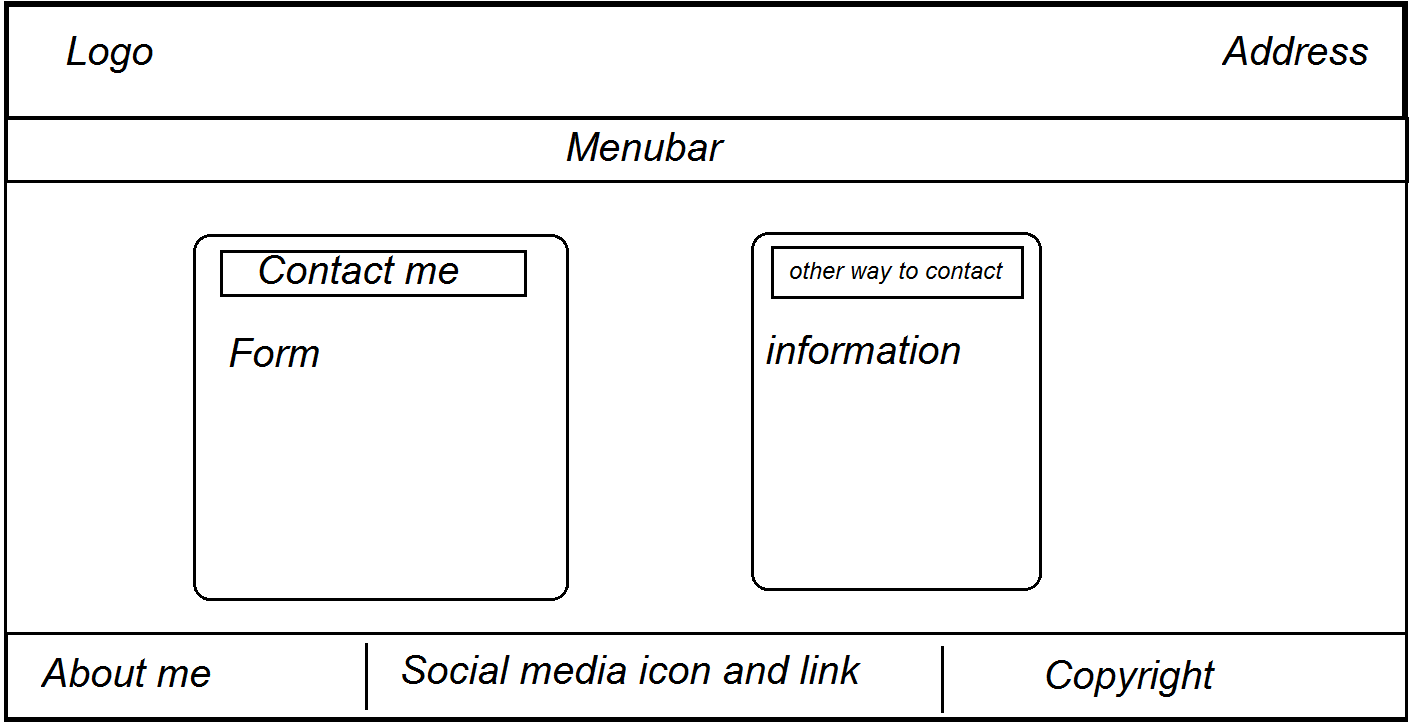 Logo
Address
Menubar
Contact me
Form
other way to contact
information
About me
Social media icon and link
Copyright